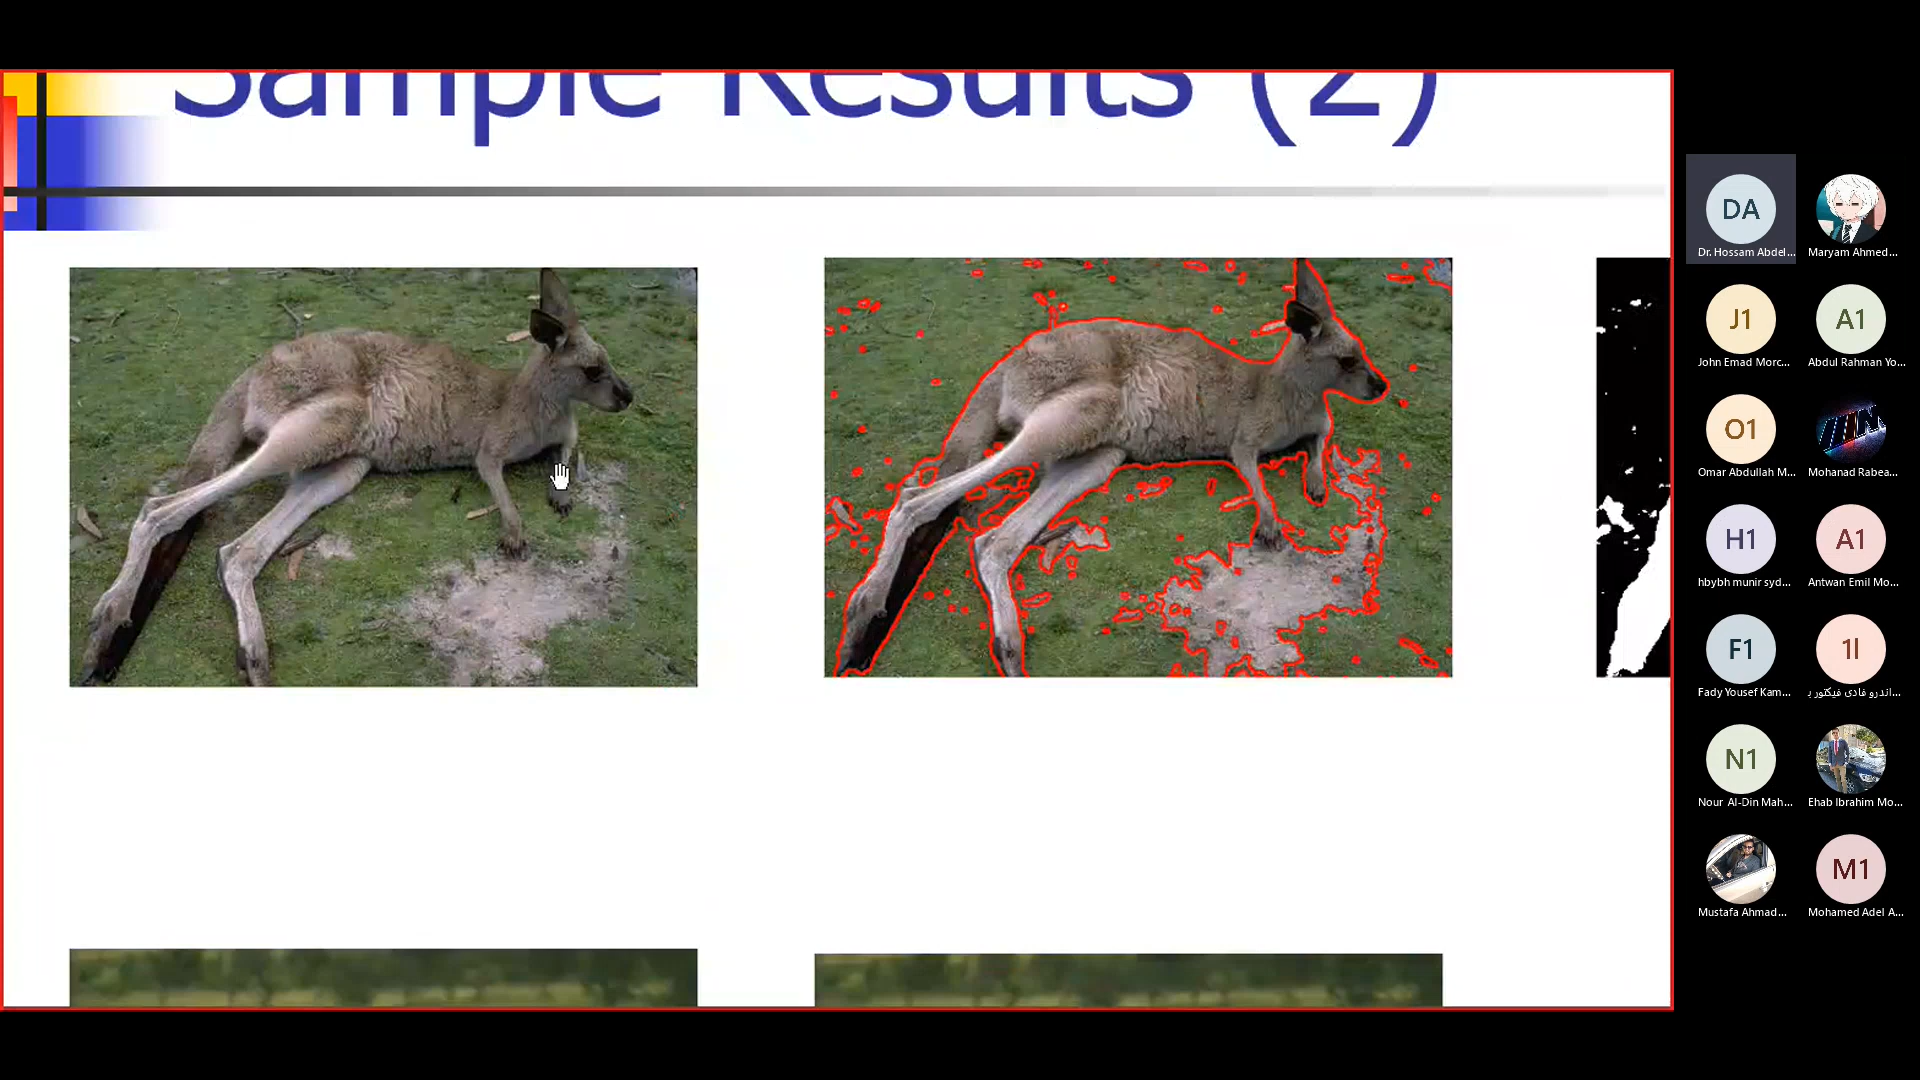 Sample Results (2)
DA
Dr. Hossam Abdel...
Maryam Ahmed...
J1
John Emad Morc...
A1
Abdul Rahman Yo...
O1
Omar Abdullah M...
Mohanad Rabea...
H1
hbybh munir syd...
A1
Antwan Emil Mo...
F1
Fady Yousef Kam...
1ا
اندرو فادى فيكتور ب...
N1
Nour Al-Din Mah...
Ehab Ibrahim Mo...
Mustafa Ahmad...
M1
Mohamed Adel A...